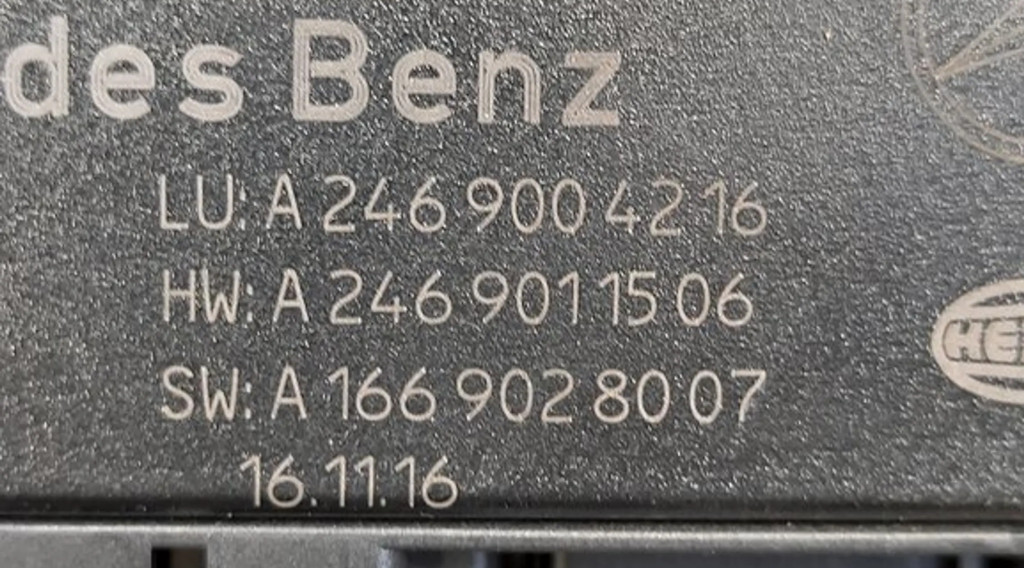 des Benz
LU: A 246 900 42 16
HW: A 246 901 15 06
HE
SW: A 166 902 80 07
16.11.16